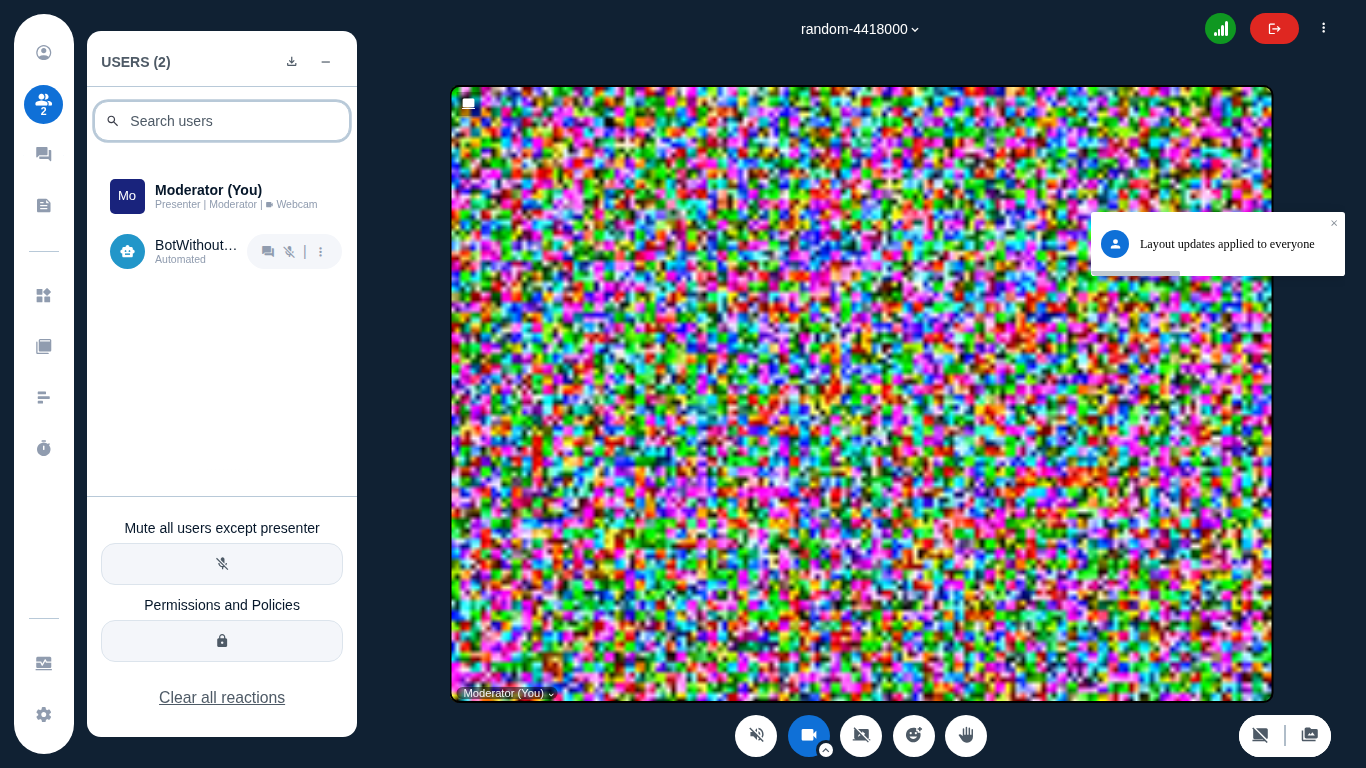 2
USERS (2)
Search users
Mo
Moderator (You)
Presenter | Moderator | Webcam
BotWithout…
Automated
Mute all users except presenter
Permissions and Policies
Clear all reactions
random-4418000
Layout updates applied to everyone
Moderator (You)